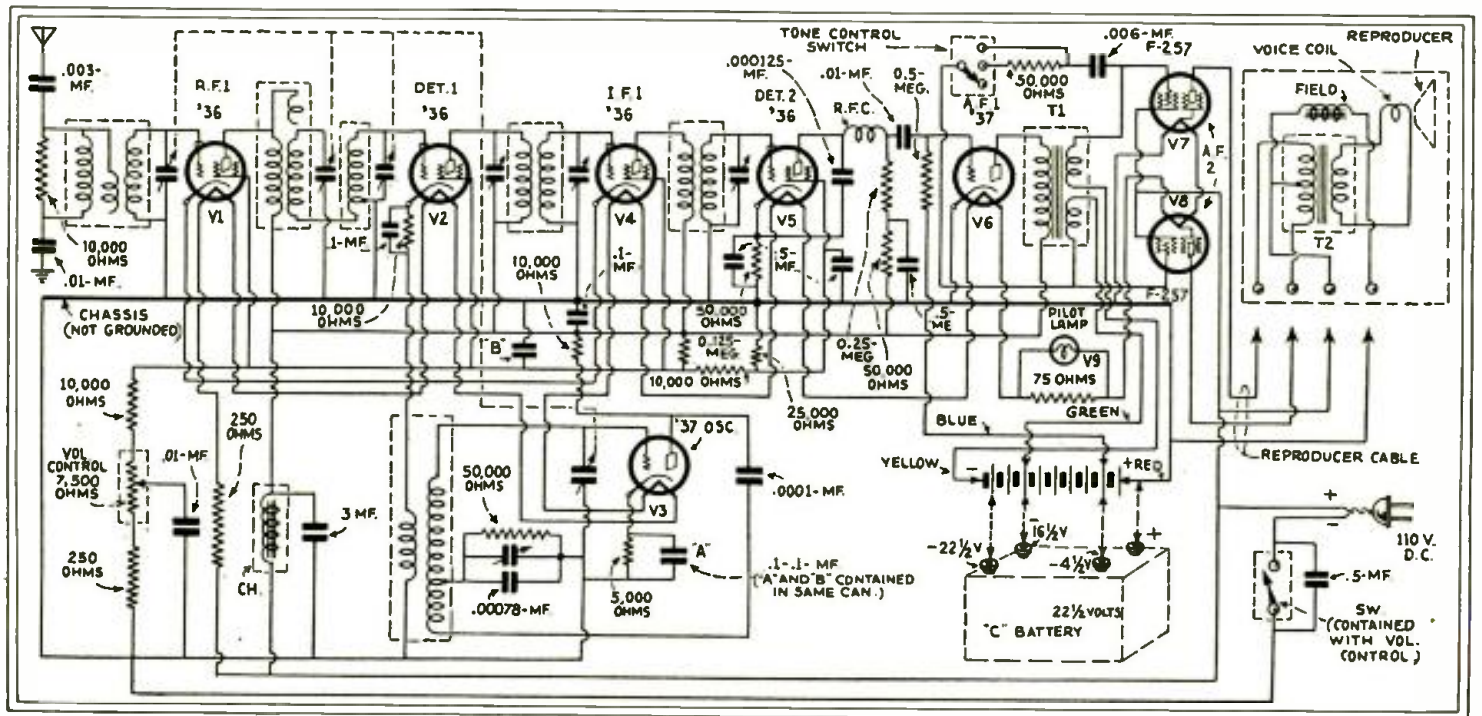 .003-
MF.
10,000
OHMS
.01-MF.
R.F.1
'36
V1
DET.1
'36
V2
.1-MF.
10,000
OHMS
I F.1
'36
V4
10,000
OHMS
.1-
MF.
DET. 2
'36
V5
.000125-
MF.
R.F.C.
.01-MF.
0.5-
MEG.
TONE CONTROL
SWITCH
A.F.1
'37
V6
50,000
OHMS
.006-MF.
T1
F-257
V7
A.F.
2
V8
F-257
REPRODUCER
VOICE COIL
FIELD
T2
CHASSIS
(NOT GROUNDED)
"B"
.5-
MF.
50,000
OHMS
0.125-
MEG
10,000 OHMS
25,000
OHMS
0.25-
MEG
50,000
OHMS
.5-
MF
PILOT
LAMP
V9
75 OHMS
GREEN
BLUE
YELLOW
-
+RED
REPRODUCER CABLE
10,000
OHMS
VOL
CONTROL
7,500
OHMS
250
OHMS
.01-MF
250
OHMS
CH.
3 MF.
50,000
OHMS
.00078-MF.
'37 OSC.
V3
5,000
OHMS
"A"
.0001-MF.
.1-.1-MF.
("A" AND "B" CONTAINED
IN SAME CAN.)
-22½V
-
16½V
-4½V
+
22½ VOLTS
"C" BATTERY
+
-
110 V.
D.C.
.5-MF.
SW
(CONTAINED
WITH VOL.
CONTROL,)